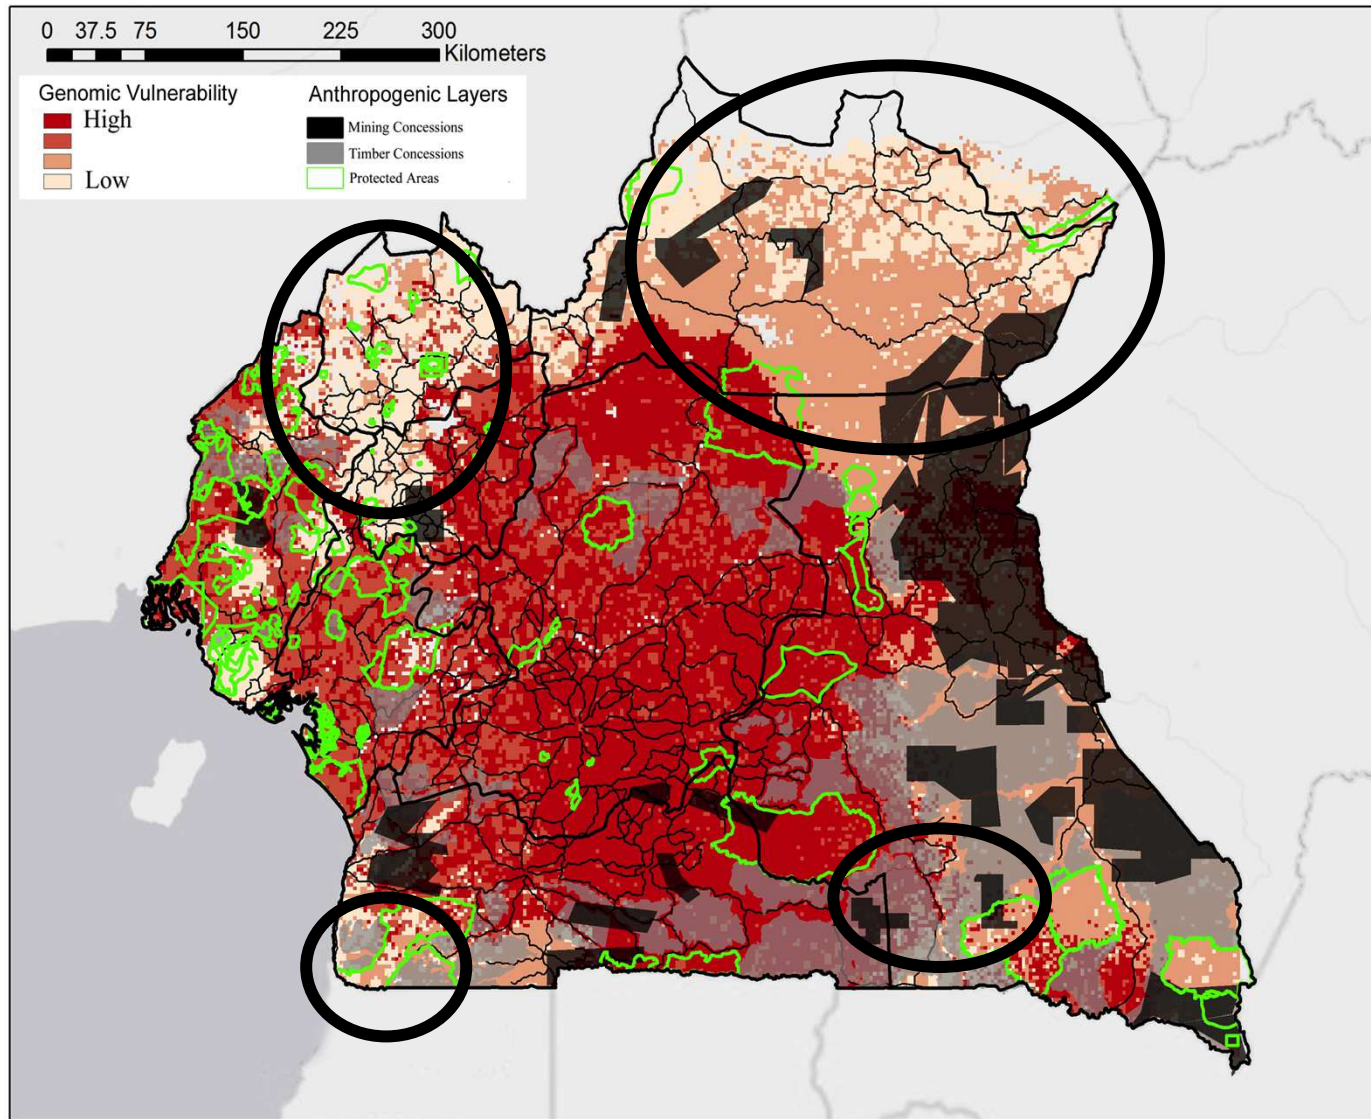 0 37.5 75 150 225 300
Kilometers
Genomic Vulnerability
High
Low
Anthropogenic Layers
Mining Concessions
Timber Concessions
Protected Areas